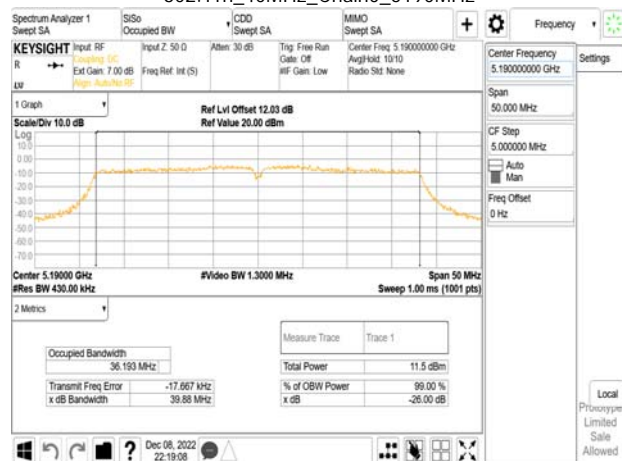 Spectrum Analyzer 1
Swept SA
SiSo
Occupied BW
CDD
Swept SA
MIMO
Swept SA
+
Frequency
KEYSIGHT
R
Input: RF
Coupling: DC
Ext Gain: 7.00 dB
Align: Auto/No RF
Input Z: 50 Ω
Freq Ref: Int (S)
Atten: 30 dB
Trig: Free Run
Gate: Off
#IF Gain: Low
Center Freq: 5.190000000 GHz
Avg|Hold: 10/10
Radio Std: None
Center Frequency
5.190000000 GHz
Settings
Span
50.000 MHz
CF Step
5.000000 MHz
Auto
Man
Freq Offset
0 Hz
1 Graph
Scale/Div 10.0 dB
Ref Lvl Offset 12.03 dB
Ref Value 20.00 dBm
Log
10.0
0.00
-10.0
-20.0
-30.0
-40.0
-50.0
-60.0
-70.0
Center 5.19000 GHz
#Res BW 430.00 kHz
#Video BW 1.3000 MHz
Span 50 MHz
Sweep 1.00 ms (1001 pts)
2 Metrics
Measure Trace Trace 1
Occupied Bandwidth
36.193 MHz
Total Power 11.5 dBm
Transmit Freq Error -17.667 kHz
% of OBW Power 99.00 %
x dB Bandwidth 39.88 MHz
x dB -26.00 dB
Local
Prototype
Limited
Sale
Allowed
?
Dec 08, 2022
22:19:08